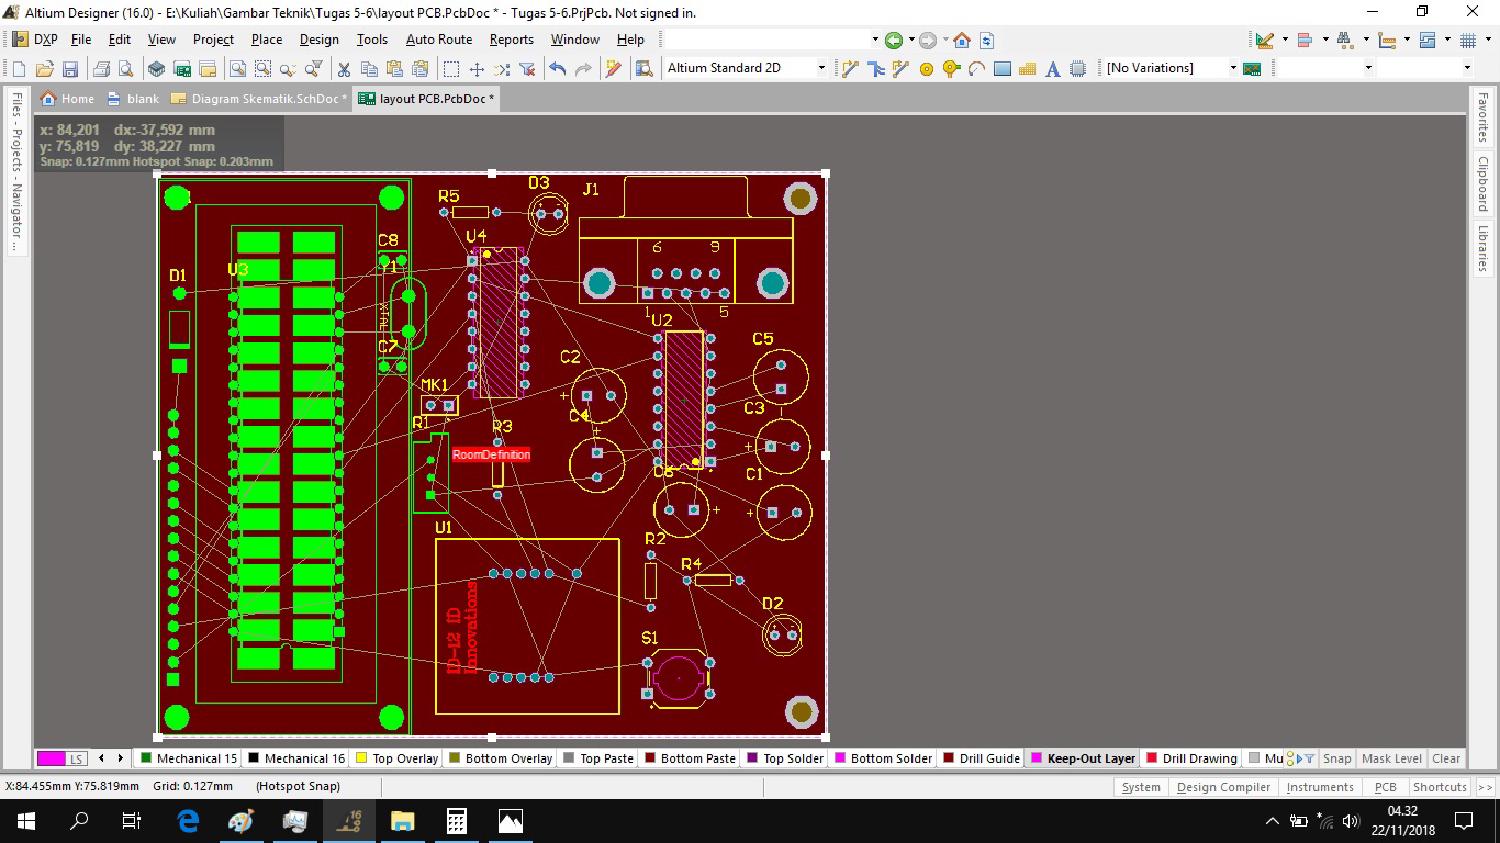 Altium Designer (16.0) - E:\Kuliah\Gambar Teknik\Tugas 5-6\layout PCB.PcbDoc * - Tugas 5-6.PrjPcb. Not signed in.
DXP File Edit View Project Place Design Tools Auto Route Reports Window Help
Altium Standard 2D [No Variations]
Home blank Diagram Skematik.SchDoc * layout PCB.PcbDoc *
Files - Projects - Navigator ...
Favorites
Clipboard
Libraries
x: 84,201 dx:-37,592 mm
y: 75,819 dy: 38,227 mm
Snap: 0.127mm Hotspot Snap: 0.203mm
R5 D3 J1
U4
C8
6 9
D1 U3
1 5
U2
XTAL
C7
C5
C2
MK1
C3
C4
R1 R3
RoomDefinition
C6 C1
U1
R2
R4
D2
ID-12 ID
Innovations
S1
LS Mechanical 15 Mechanical 16 Top Overlay Bottom Overlay Top Paste Bottom Paste Top Solder Bottom Solder Drill Guide Keep-Out Layer Drill Drawing Mu Snap Mask Level Clear
X:84.455mm Y:75.819mm Grid: 0.127mm (Hotspot Snap) System Design Compiler Instruments PCB Shortcuts >>
04.32
22/11/2018